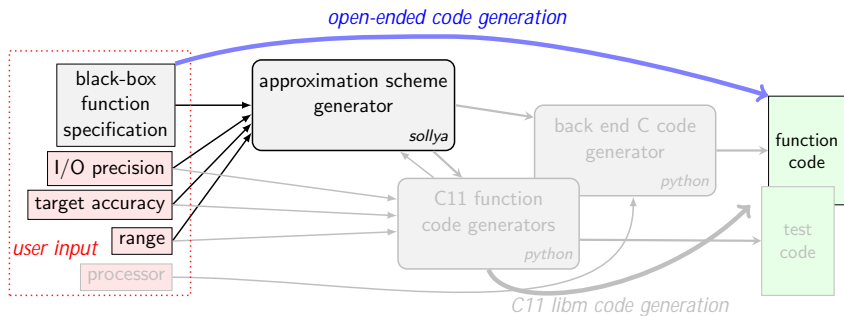 open-ended code generation
black-box
function
specification
approximation scheme
generator
sollya
back end C code
generator
python
function
code
I/O precision
target accuracy
range
user input
processor
C11 function
code generators
python
test
code
C11 libm code generation